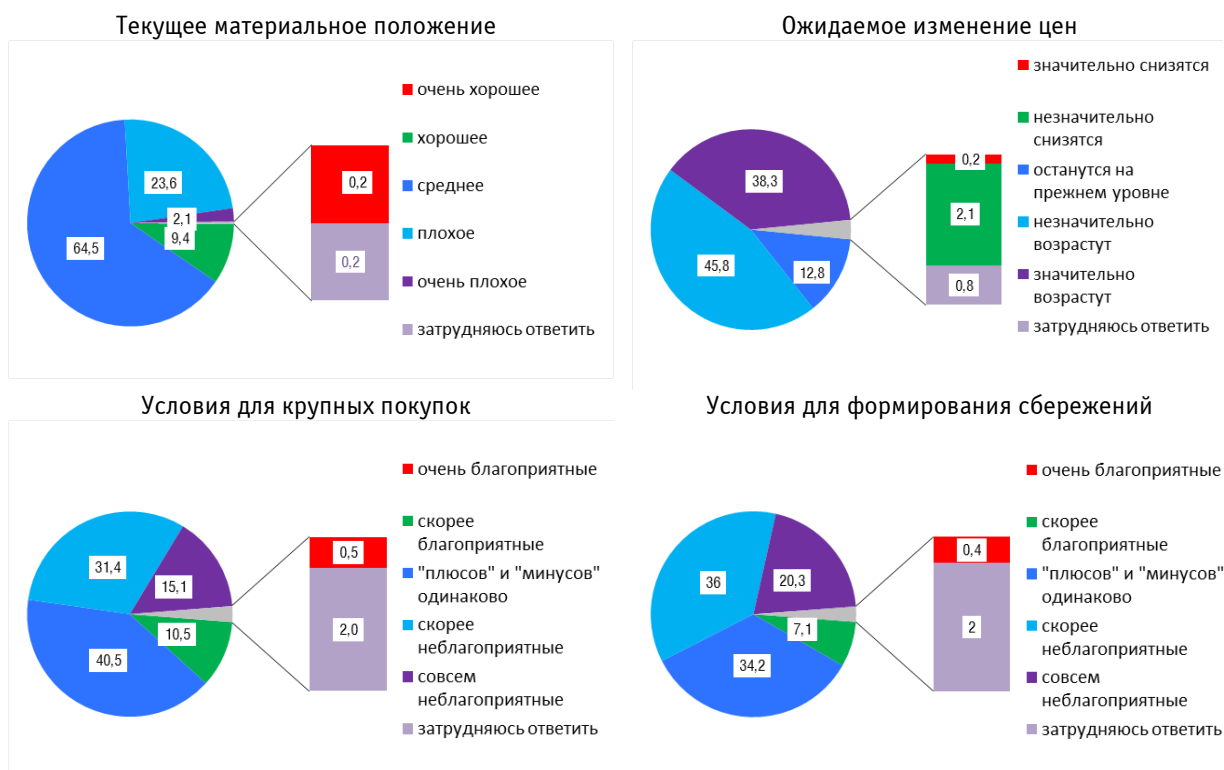 Текущее материальное положение
64,5
23,6
2,1
9,4
0,2
0,2
очень хорошее
хорошее
среднее
плохое
очень плохое
затрудняюсь ответить
Ожидаемое изменение цен
38,3
45,8
12,8
0,2
2,1
0,8
значительно снизятся
незначительно
снизятся
останутся на
прежнем уровне
незначительно
возрастут
значительно
возрастут
затрудняюсь ответить
Условия для крупных покупок
31,4
15,1
10,5
40,5
0,5
2,0
очень благоприятные
скорее
благоприятные
"плюсов" и "минусов"
одинаково
скорее
неблагоприятные
совсем
неблагоприятные
затрудняюсь ответить
Условия для формирования сбережений
36
20,3
7,1
34,2
0,4
2
очень благоприятные
скорее
благоприятные
"плюсов" и "минусов"
одинаково
скорее
неблагоприятные
совсем
неблагоприятные
затрудняюсь ответить